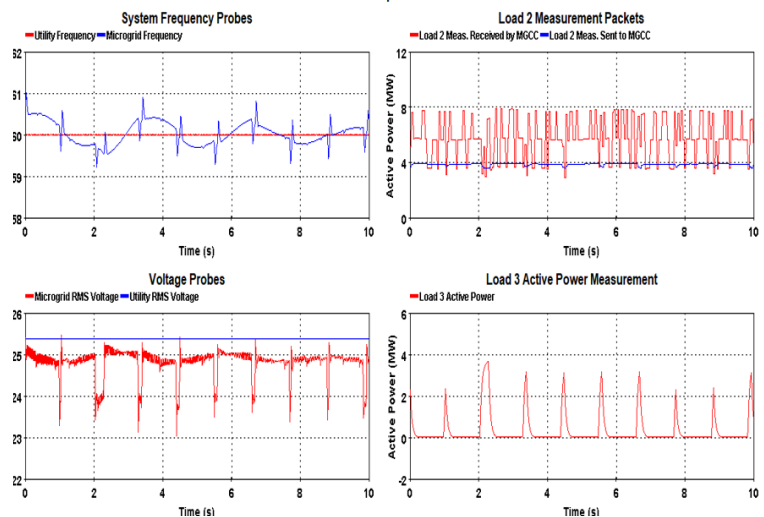 System Frequency Probes
Utility Frequency Microgrid Frequency
62
61
60
59
58
0 2 4 6 8 10
Time (s)
Load 2 Measurement Packets
Load 2 Meas. Received by MGCC Load 2 Meas. Sent to MGCC
Active Power (MW)
12
8
4
0
0 2 4 6 8 10
Time (s)
Voltage Probes
Microgrid RMS Voltage Utility RMS Voltage
26
25
24
23
22
0 2 4 6 8 10
Time (s)
Load 3 Active Power Measurement
Load 3 Active Power
Active Power (MW)
6
4
2
0
-2
0 2 4 6 8 10
Time (s)